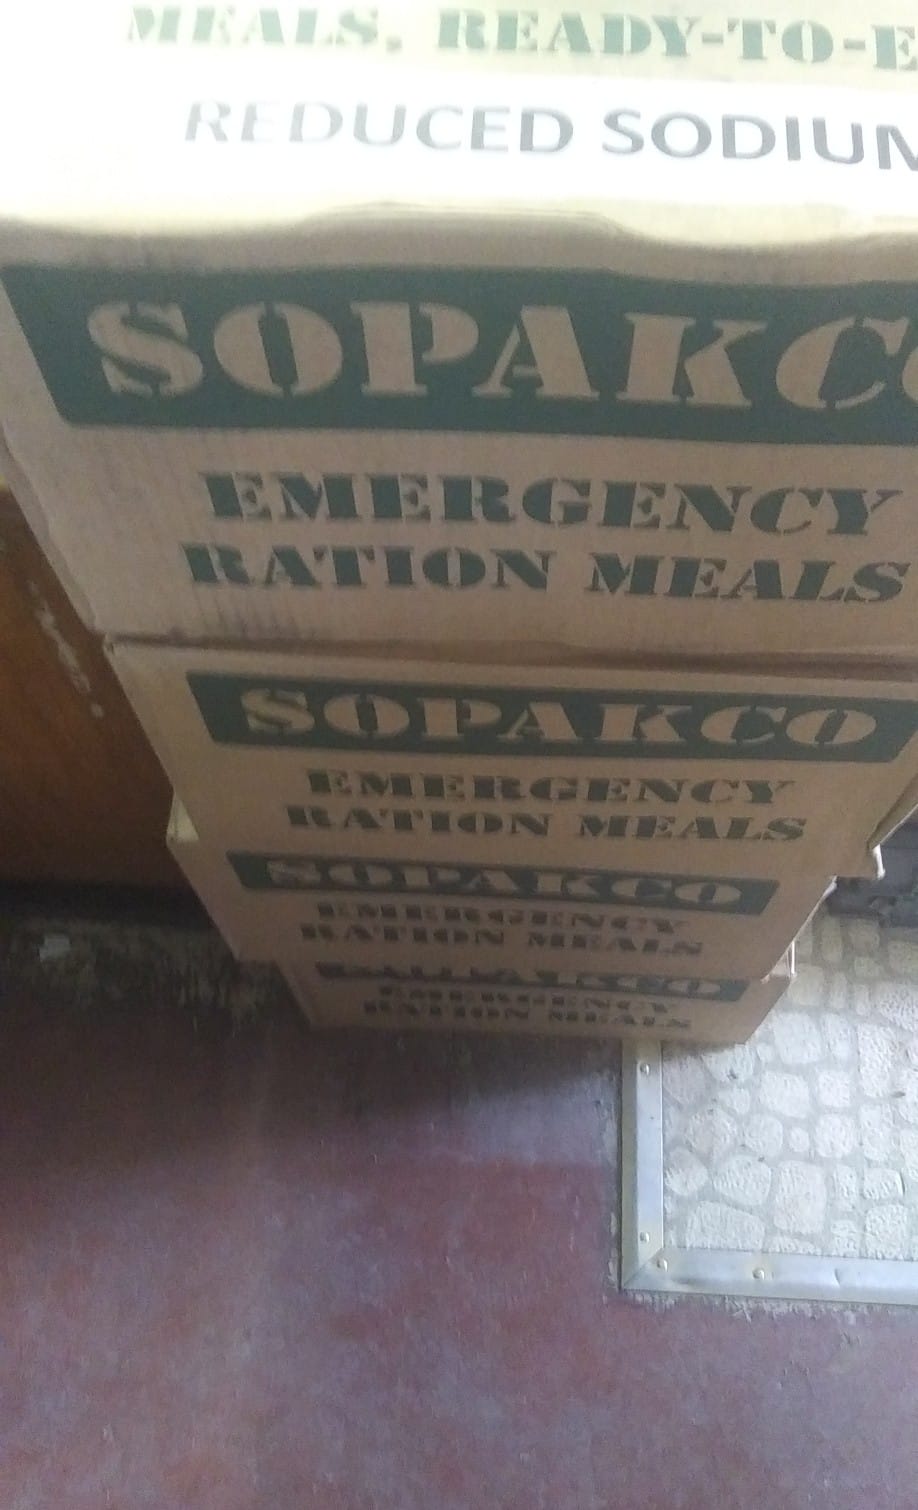 MEALS, READY-TO-E
REDUCED SODIUM
SOPAKCO
EMERGENCY
RATION MEALS
SOPAKCO
EMERGENCY
RATION MEALS
SOPAKCO
EMERGENCY
RATION MEALS
SOPAKCO
EMERGENCY
RATION MEALS